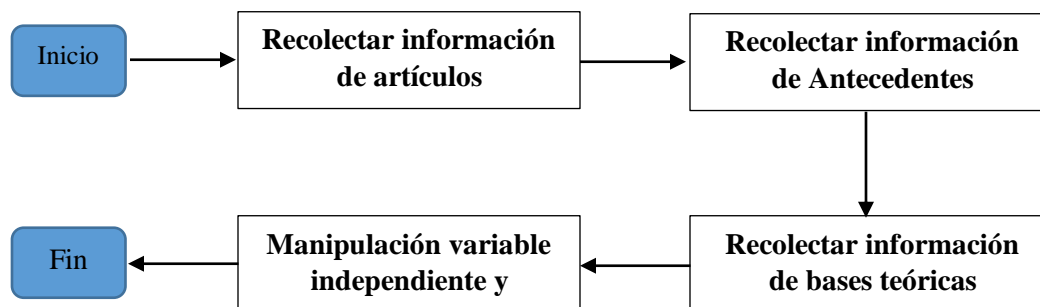 Inicio
Recolectar información
de artículos
Recolectar información
de Antecedentes
Recolectar información
de bases teóricas
Manipulación variable
independiente y
Fin